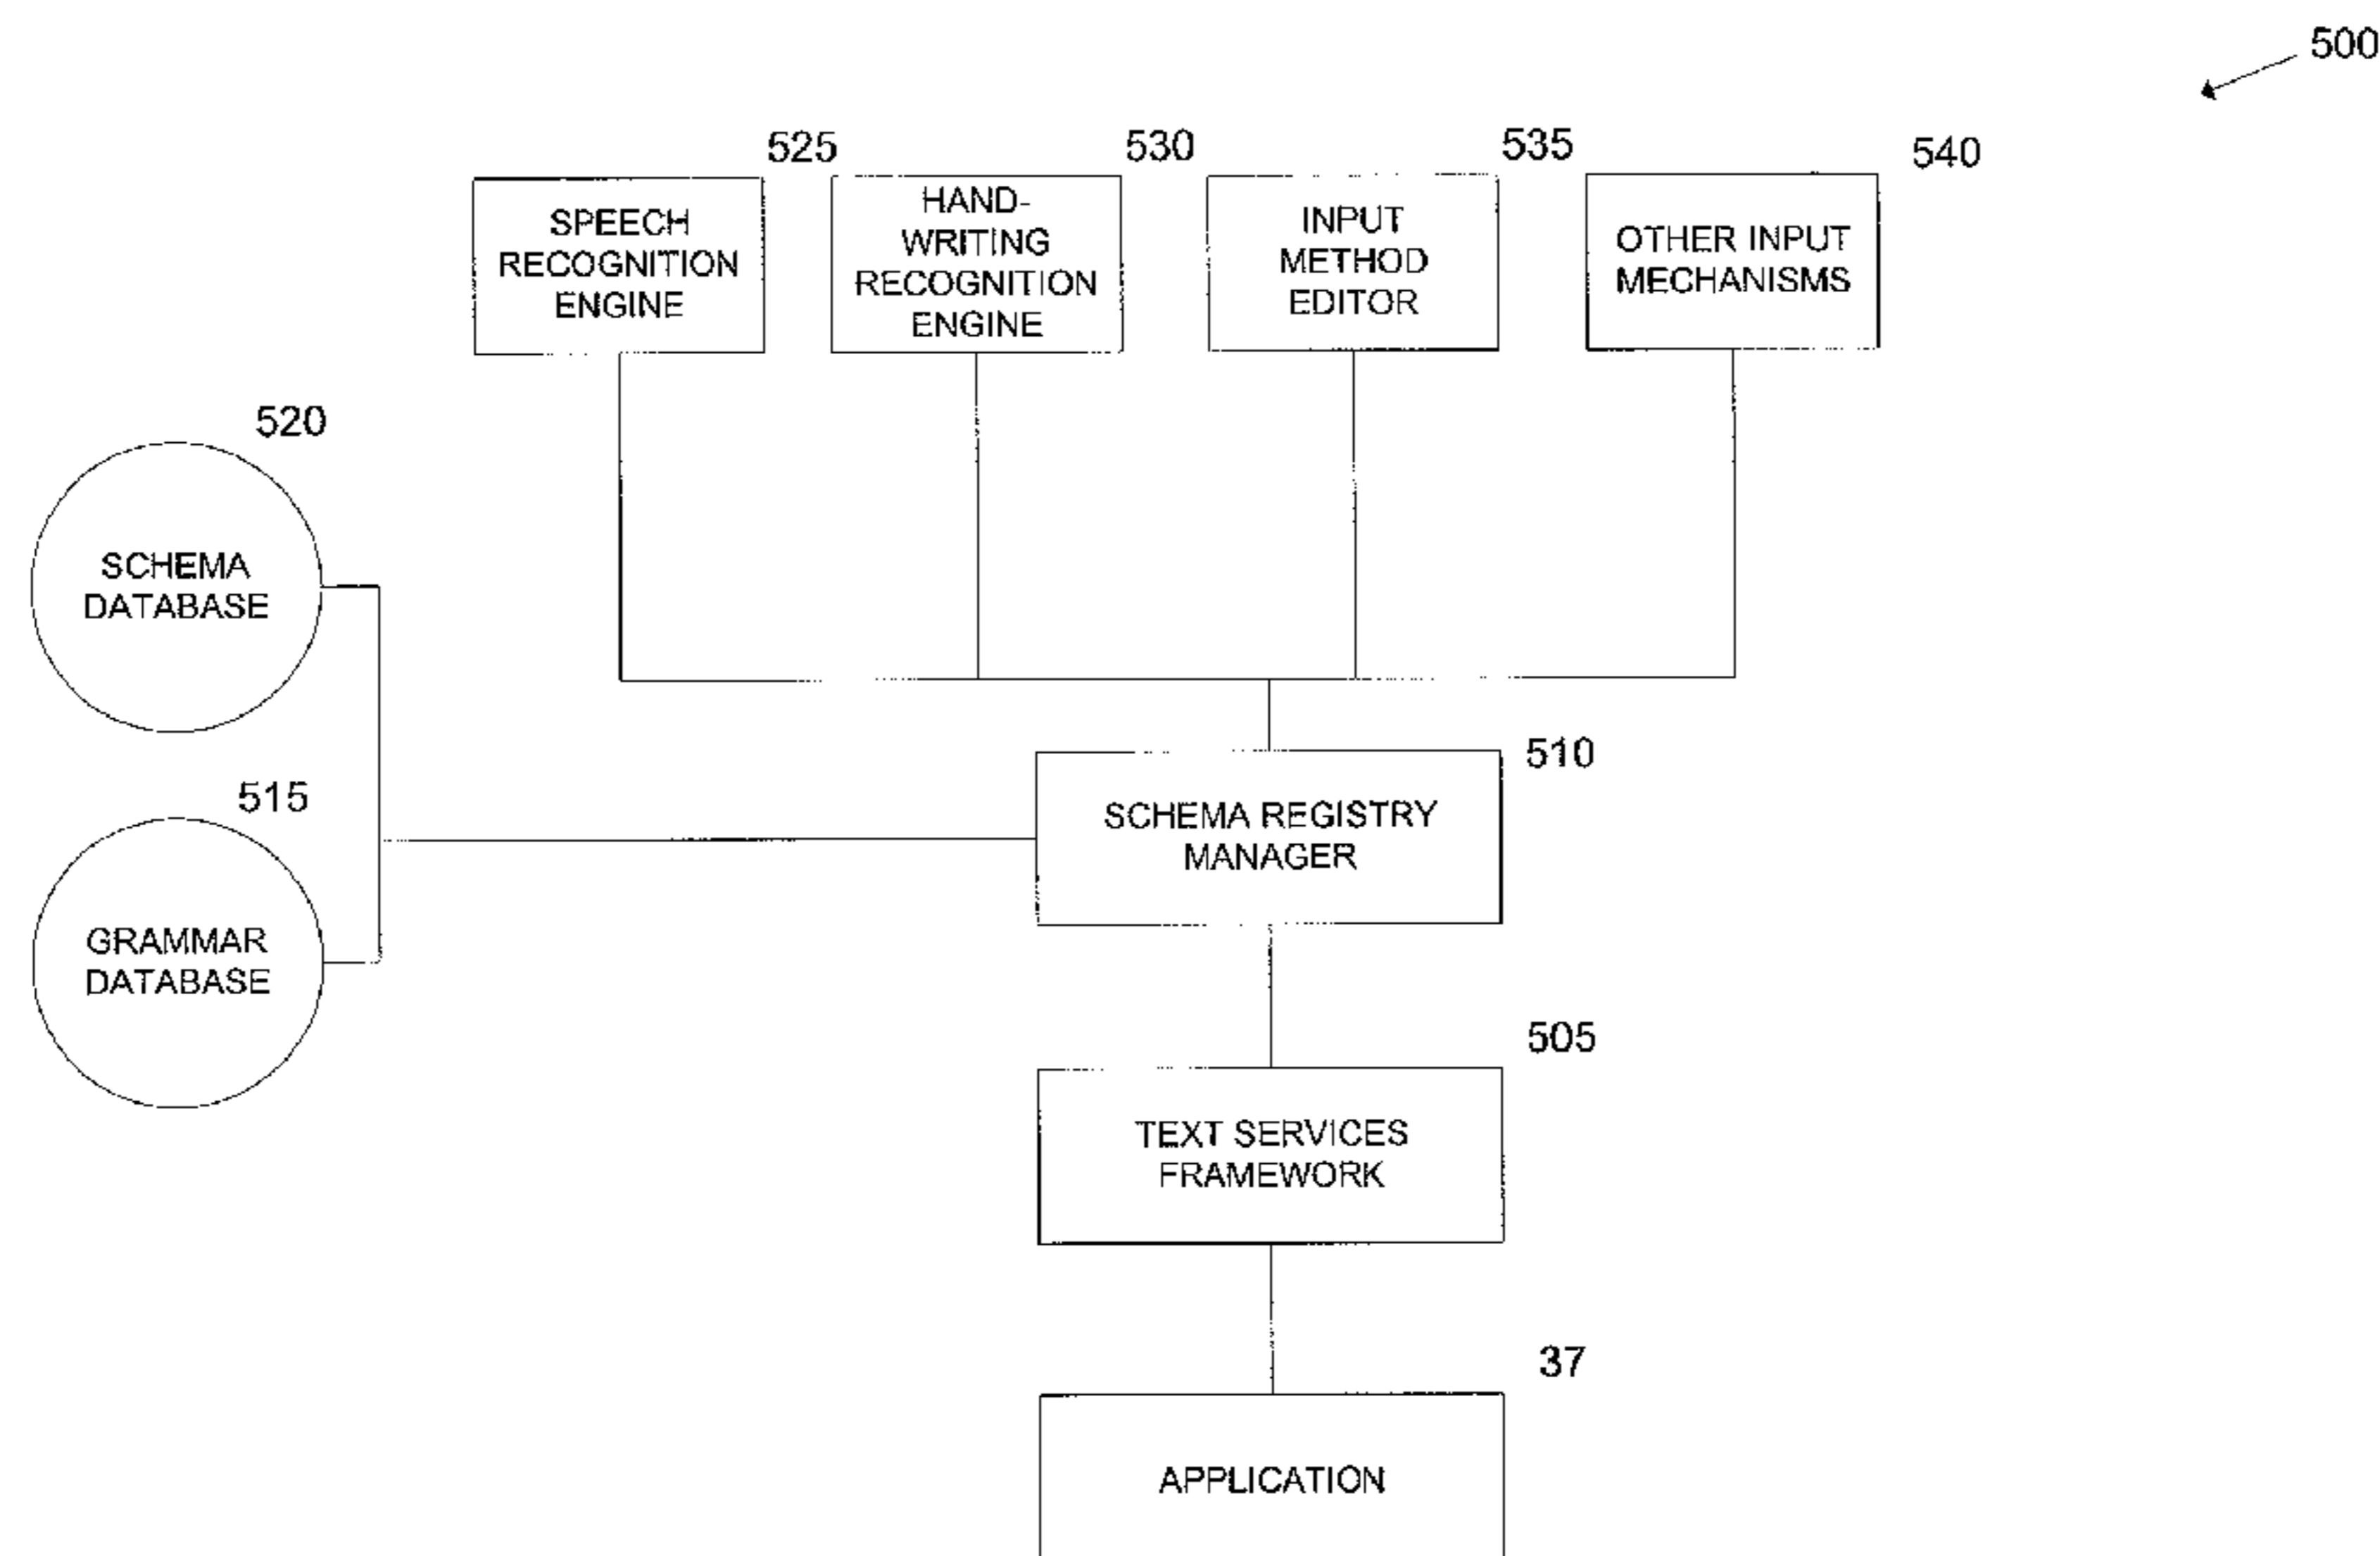 500
525
SPEECH
RECOGNITION
ENGINE
530
HAND-
WRITING
RECOGNITION
ENGINE
535
INPUT
METHOD
EDITOR
540
OTHER INPUT
MECHANISMS
520
SCHEMA
DATABASE
515
GRAMMAR
DATABASE
510
SCHEMA REGISTRY
MANAGER
505
TEXT SERVICES
FRAMEWORK
37
APPLICATION